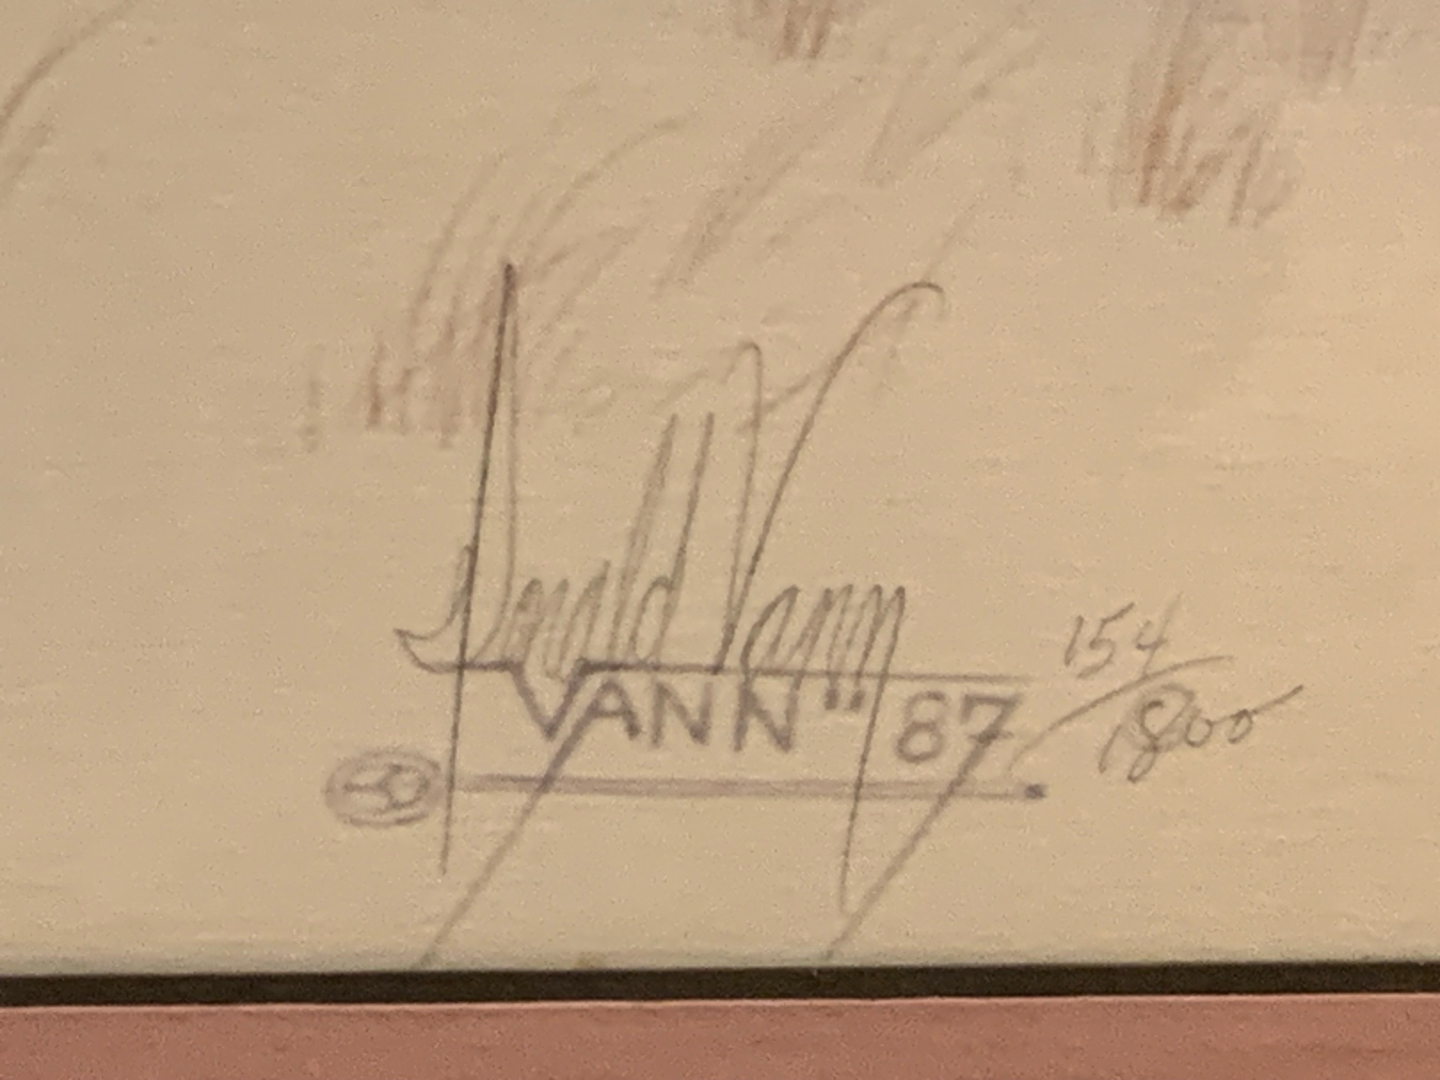 Donald Vann
VANN" 87
154/1800